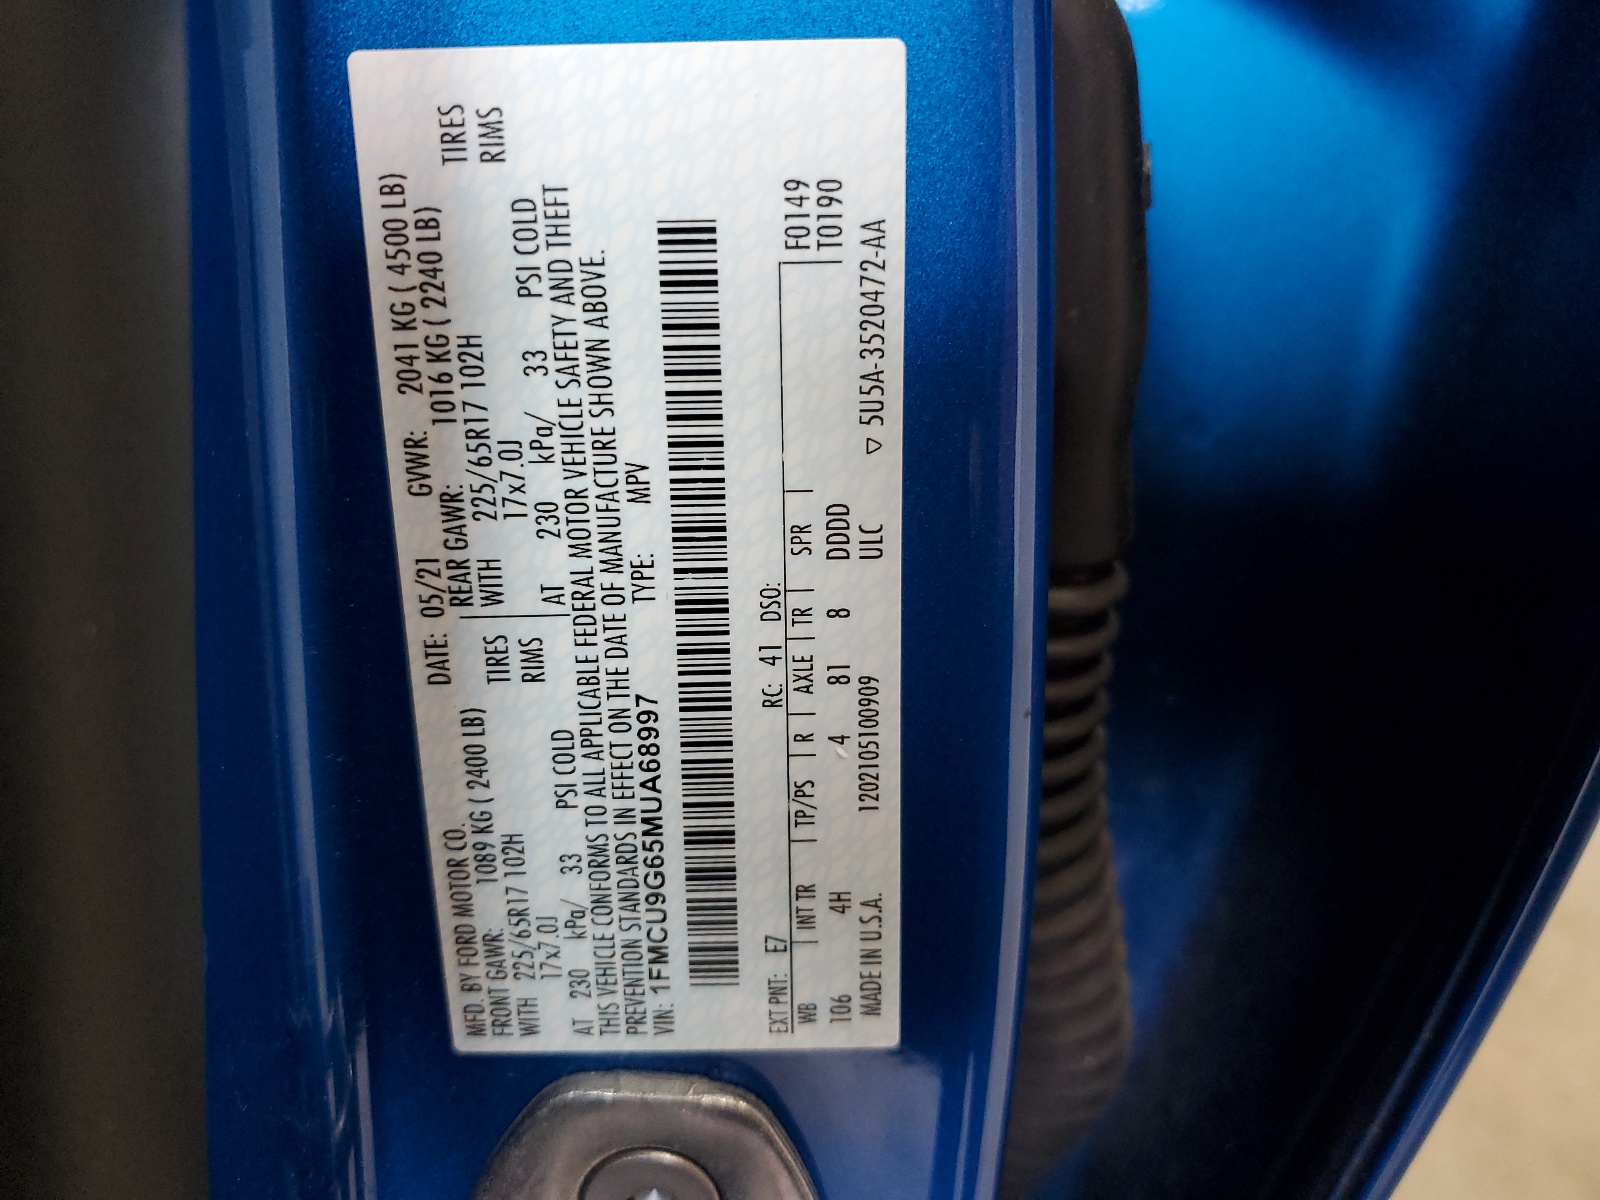 MFD. BY FORD MOTOR CO. DATE: 05/21 GVWR: 2041 KG ( 4500 LB)
FRONT GAWR: 1089 KG ( 2400 LB) REAR GAWR: 1016 KG ( 2240 LB)
WITH 225/65R17 102H TIRES WITH 225/65R17 102H TIRES
17x7.0J RIMS 17x7.0J RIMS
AT 230 kPa/ 33 PSI COLD AT 230 kPa/ 33 PSI COLD
THIS VEHICLE CONFORMS TO ALL APPLICABLE FEDERAL MOTOR VEHICLE SAFETY AND THEFT
PREVENTION STANDARDS IN EFFECT ON THE DATE OF MANUFACTURE SHOWN ABOVE.
VIN: 1FMCU9G65MUA68997 TYPE: MPV
EXT PNT: E7 RC: 41 DSO:
WB INT TR TP/PS R AXLE TR SPR F0149
106 4H 4 81 8 DDDD T0190
MADE IN U.S.A. 120210510​0909 ULC ▽ 5U5A-3520472-AA